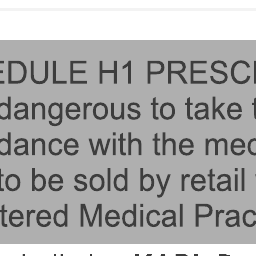 EDULE H1 PRESC
dangerous to take t
dance with the med
to be sold by retail
tered Medical Prac